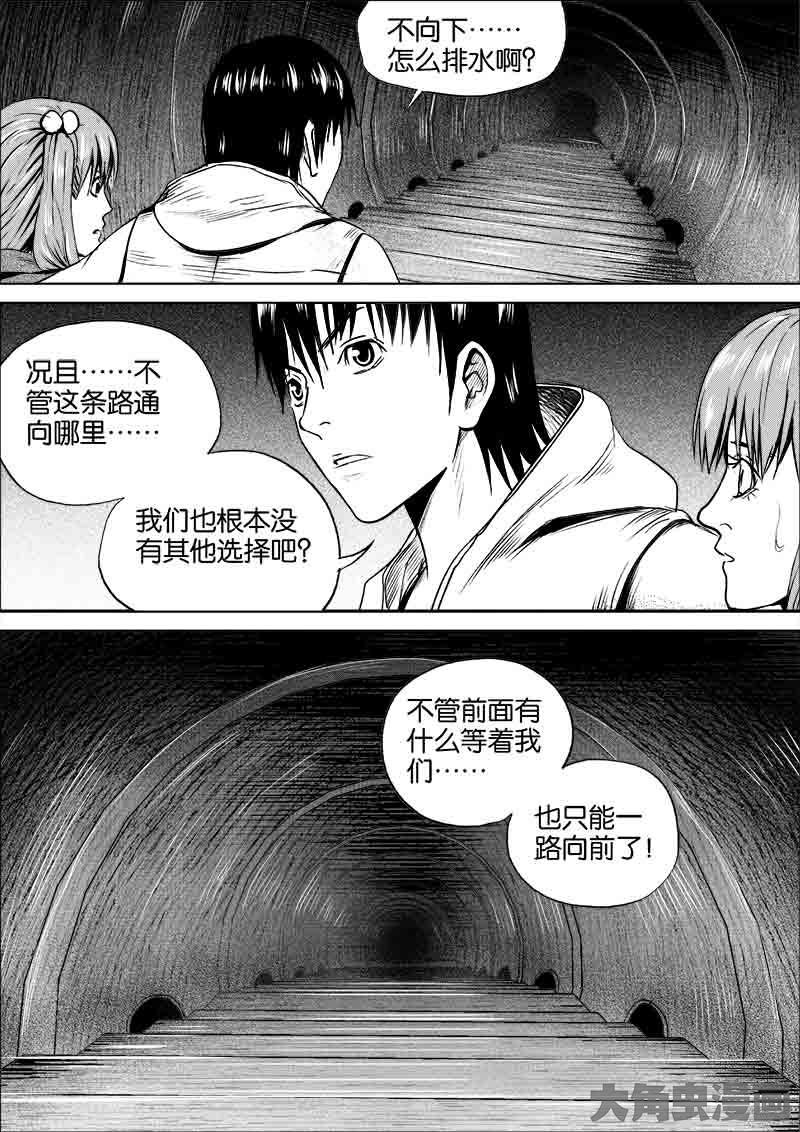 不向下……
怎么排水啊？
况且……不
管这条路通
向哪里……
我们也根本没
有其他选择吧？
不管前面有
什么等着我
们……
也只能一
路向前了！
大角虫漫画